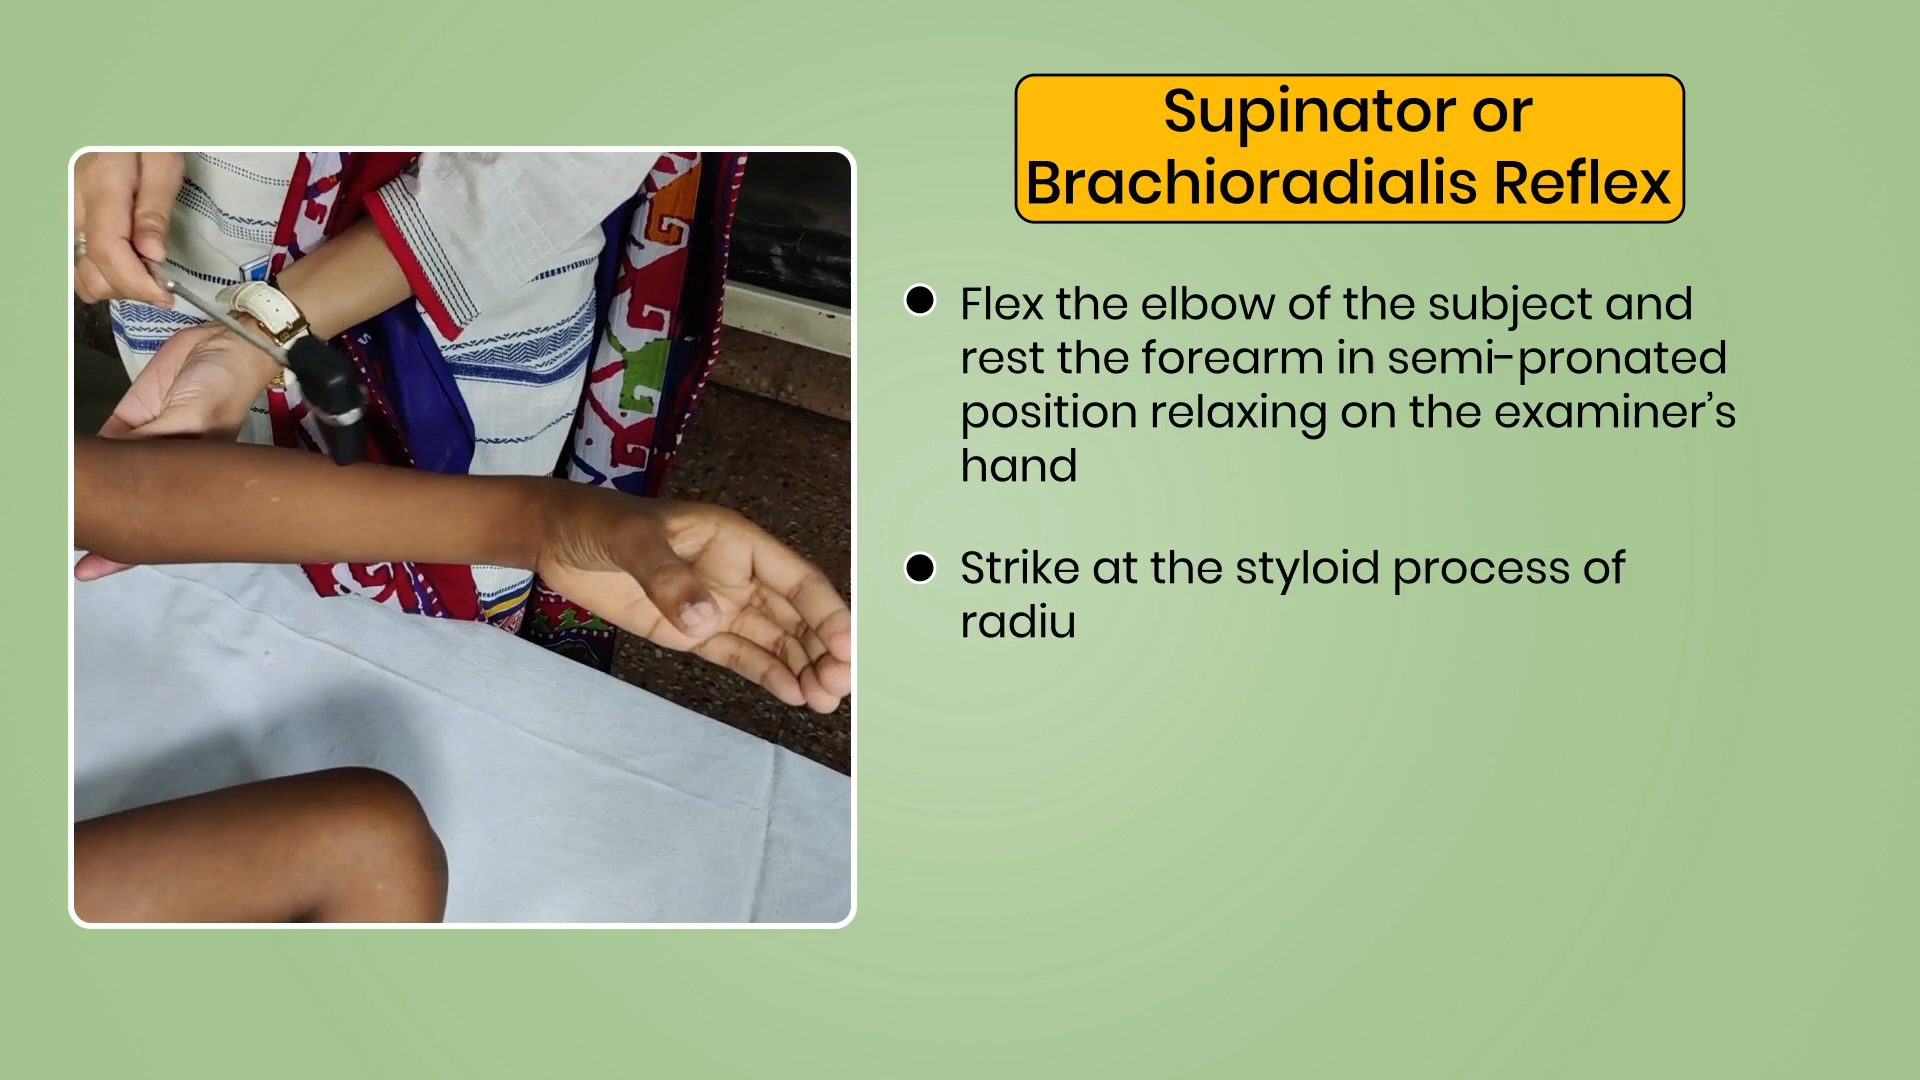 Supinator or
Brachioradialis Reflex
Flex the elbow of the subject and
rest the forearm in semi-pronated
position relaxing on the examiner's
hand
Strike at the styloid process of
radiu